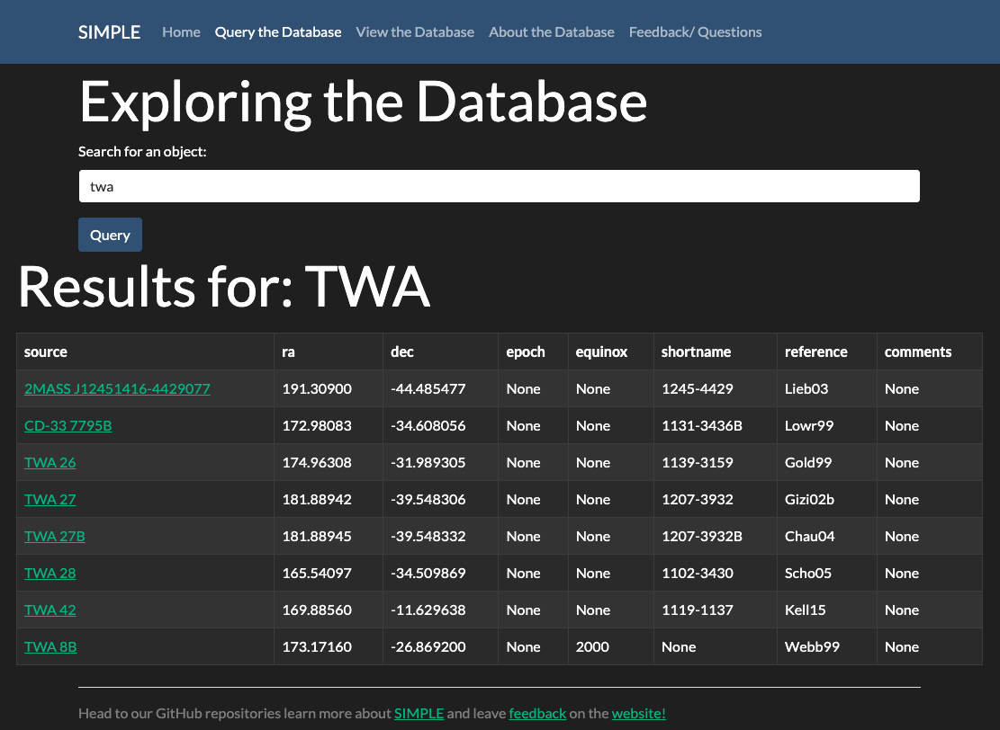 SIMPLE Home Query the Database View the Database About the Database Feedback/ Questions
Exploring the Database
Search for an object:
twa
Query
Results for: TWA
source ra dec epoch equinox shortname reference comments
2MASS J12451416-4429077 191.30900 -44.485477 None None 1245-4429 Lieb03 None
CD-33 7795B 172.98083 -34.608056 None None 1131-3436B Lowr99 None
TWA 26 174.96308 -31.989305 None None 1139-3159 Gold99 None
TWA 27 181.88942 -39.548306 None None 1207-3932 Gizi02b None
TWA 27B 181.88945 -39.548332 None None 1207-3932B Chau04 None
TWA 28 165.54097 -34.509869 None None 1102-3430 Scho05 None
TWA 42 169.88560 -11.629638 None None 1119-1137 Kell15 None
TWA 8B 173.17160 -26.869200 None 2000 None Webb99 None
Head to our GitHub repositories learn more about SIMPLE and leave feedback on the website!